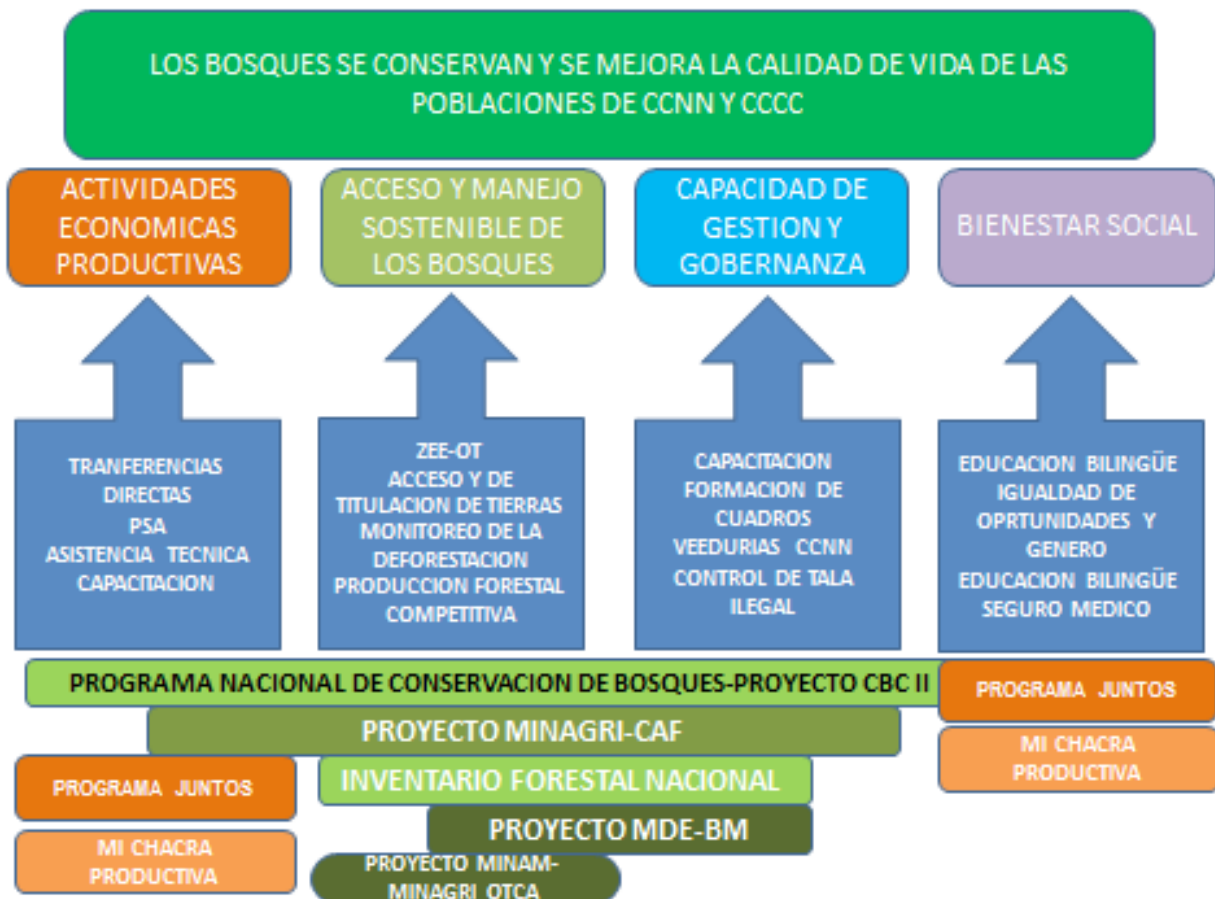 LOS BOSQUES SE CONSERVAN Y SE MEJORA LA CALIDAD DE VIDA DE LAS
POBLACIONES DE CCNN Y CCCC
ACTIVIDADES
ECONOMICAS
PRODUCTIVAS
ACCESO Y MANEJO
SOSTENIBLE DE
LOS BOSQUES
CAPACIDAD DE
GESTION Y
GOBERNANZA
BIENESTAR SOCIAL
TRANFERENCIAS
DIRECTAS
PSA
ASISTENCIA TECNICA
CAPACITACION
ZEE-OT
ACCESO Y DE
TITULACION DE TIERRAS
MONITOREO DE LA
DEFORESTACION
PRODUCCION FORESTAL
COMPETITIVA
CAPACITACION
FORMACION DE
CUADROS
VEEDURIAS CCNN
CONTROL DE TALA
ILEGAL
EDUCACION BILINGÜE
IGUALDAD DE
OPRTUNIDADES Y
GENERO
EDUCACION BILINGÜE
SEGURO MEDICO
PROGRAMA NACIONAL DE CONSERVACION DE BOSQUES-PROYECTO CBC II
PROGRAMA JUNTOS
PROYECTO MINAGRI-CAF
MI CHACRA
PRODUCTIVA
PROGRAMA JUNTOS
INVENTARIO FORESTAL NACIONAL
PROYECTO MDE-BM
MI CHACRA
PRODUCTIVA
PROYECTO MINAM-
MINAGRI OTCA